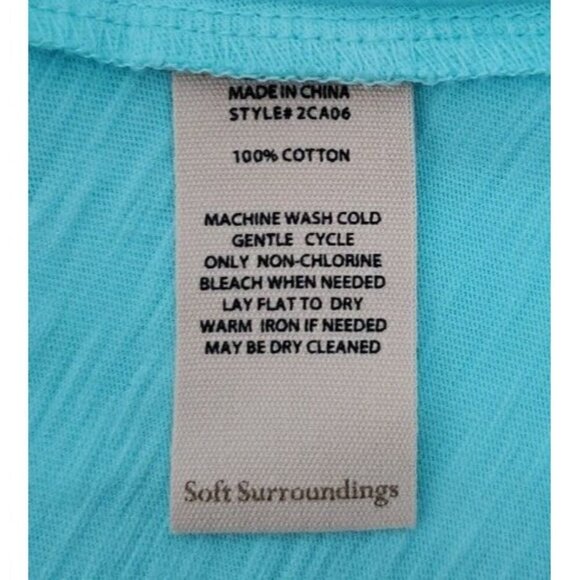 MADE IN CHINA
STYLE# 2CA06
100% COTTON
MACHINE WASH COLD
GENTLE CYCLE
ONLY NON-CHLORINE
BLEACH WHEN NEEDED
LAY FLAT TO DRY
WARM IRON IF NEEDED
MAY BE DRY CLEANED
Soft Surroundings